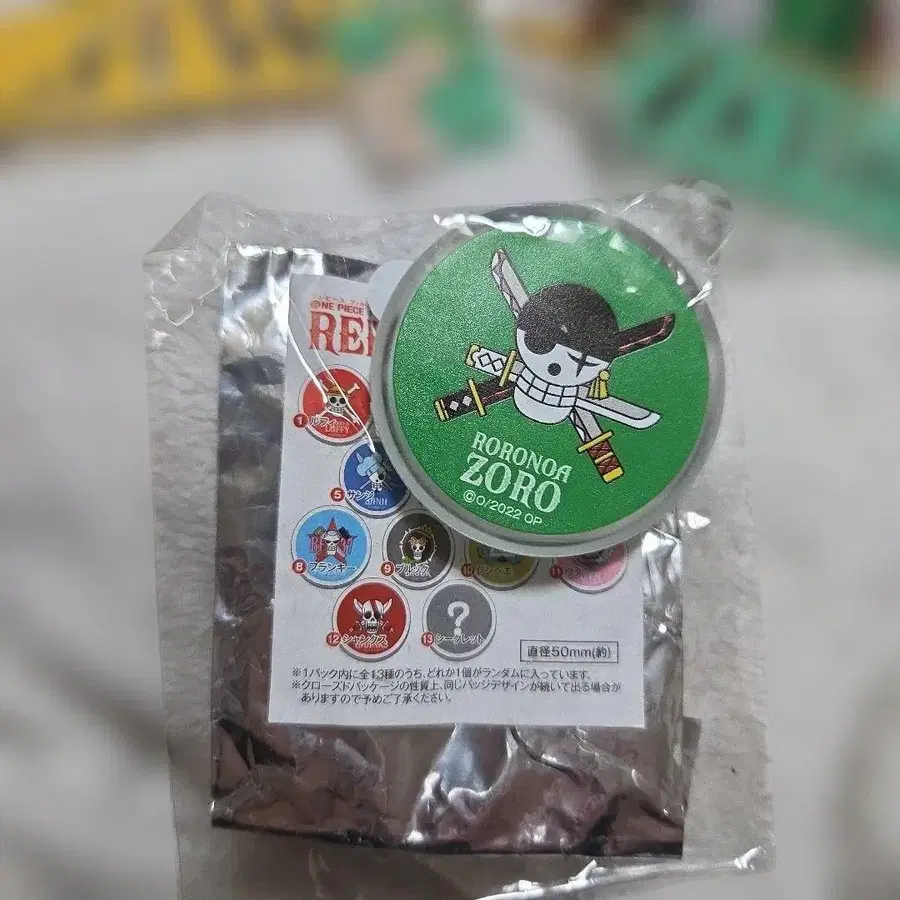 ONE PIECE
RE
RORONOA
ZORO
©O/2022 OP
1 ルフィ
LUFFY
5 サンジ
SANJI
8 フランキー
9 ブルック
10 ジンベエ
11 ウタ
12 シャンクス
13 シークレット
?
直径50mm(約)
※1パック内に全13種のうち、どれか1個がランダムに入っています。
※クローズドパッケージの性質上、同じバッジデザインが続いて出る場合が
ありますので予めご了承ください。